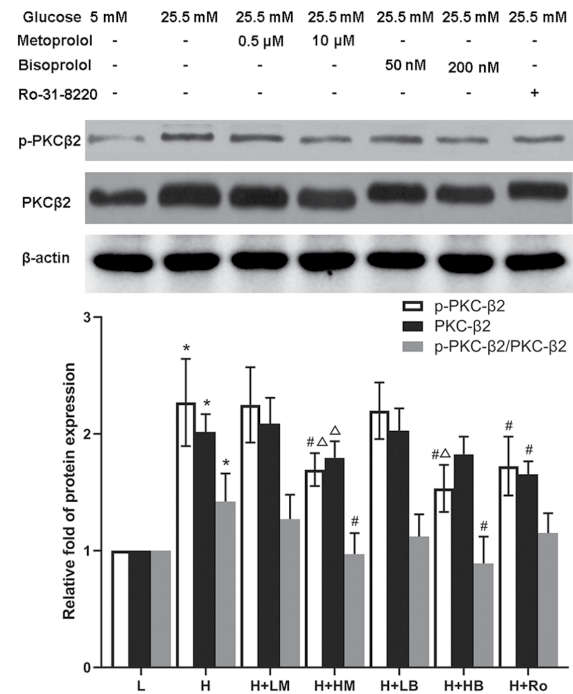 Glucose 5 mM 25.5 mM 25.5 mM 25.5 mM 25.5 mM 25.5 mM 25.5 mM
Metoprolol - - 0.5 μM 10 μM - - -
Bisoprolol - - - - 50 nM 200 nM -
Ro-31-8220 - - - - - - +
p-PKCβ2
PKCβ2
β-actin
p-PKC-β2
PKC-β2
p-PKC-β2/PKC-β2
Relative fold of protein expression
3
2
1
0
* * *
# △ △ #
# △ #
# #
L H H+LM H+HM H+LB H+HB H+Ro